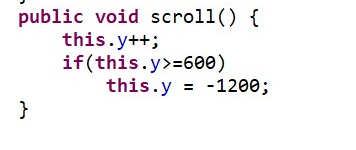 public void scroll() {
    this.y++;
    if(this.y>=600)
        this.y = -1200;
}